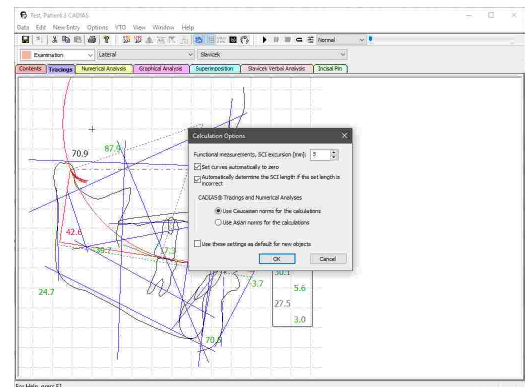 Test, Patient 3 CADIAS
Data Edit New Entry Options VTO View Window Help
Normal
Examination Lateral Slavicek
Contents Tracings Numerical Analysis Graphical Analysis Superimposition Slavicek Verbal Analysis Incisal Pin
Calculation Options
70.9
87.9
Functional measurements, SCI excursion [mm]: 5
Set curves automatically to zero
Automatically determine the SCI length if the set length is
incorrect
CADIAS® Tracings and Numerical Analyses
Use Caucasian norms for the calculations
Use Asian norms for the calculations
42.6
Use these settings as default for new objects
OK Cancel
30.1
24.7
3.7
5.6
27.5
3.0
For Help, press F1